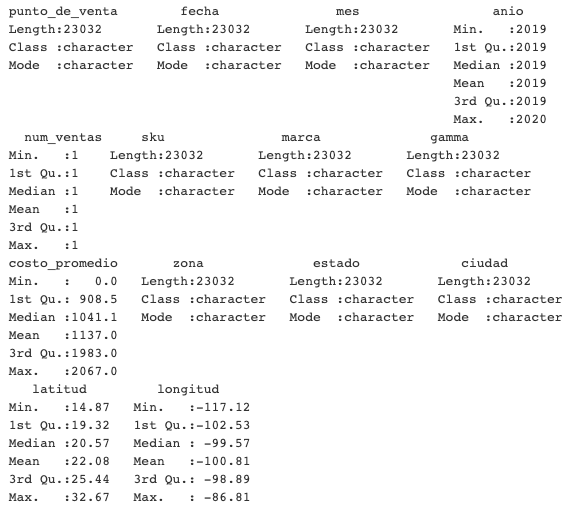 punto_de_venta fecha mes anio
Length:23032 Length:23032 Length:23032 Min. :2019
Class :character Class :character Class :character 1st Qu.:2019
Mode :character Mode :character Mode :character Median :2019
Mean :2019
3rd Qu.:2019
Max. :2020
num_ventas sku marca gamma
Min. :1 Length:23032 Length:23032 Length:23032
1st Qu.:1 Class :character Class :character Class :character
Median :1 Mode :character Mode :character Mode :character
Mean :1
3rd Qu.:1
Max. :1
costo_promedio zona estado ciudad
Min. : 0.0 Length:23032 Length:23032 Length:23032
1st Qu.: 908.5 Class :character Class :character Class :character
Median :1041.1 Mode :character Mode :character Mode :character
Mean :1137.0
3rd Qu.:1983.0
Max. :2067.0
latitud longitud
Min. :14.87 Min. :-117.12
1st Qu.:19.32 1st Qu.:-102.53
Median :20.57 Median : -99.57
Mean :22.08 Mean :-100.81
3rd Qu.:25.44 3rd Qu.: -98.89
Max. :32.67 Max. : -86.81